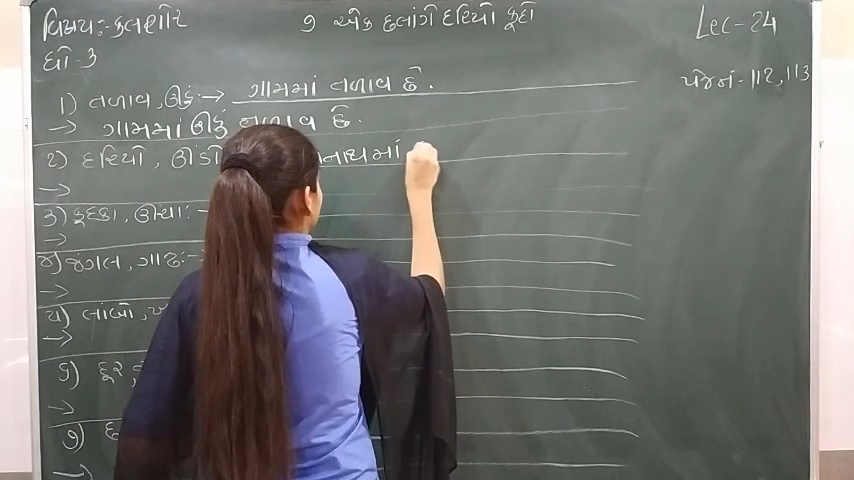 વિષય:- કલશોર
૭ એક છલાંગે દરિયો કૂદી
Lec-24
ધો-૩
પેજનં-112,113
૧) તળાવ, ઊંડું:→ ગામમાં તળાવ છે.
→ ગામમાં ઊંડું તળાવ છે.
૨) દરિયો, ઊંડો
→
૩) કૂદકા, ઊંચા:-
→
૪) જંગલ, ગાઢ:-
→
૫) લાંબી,
→
૬) દૂર,
→
૭)
→